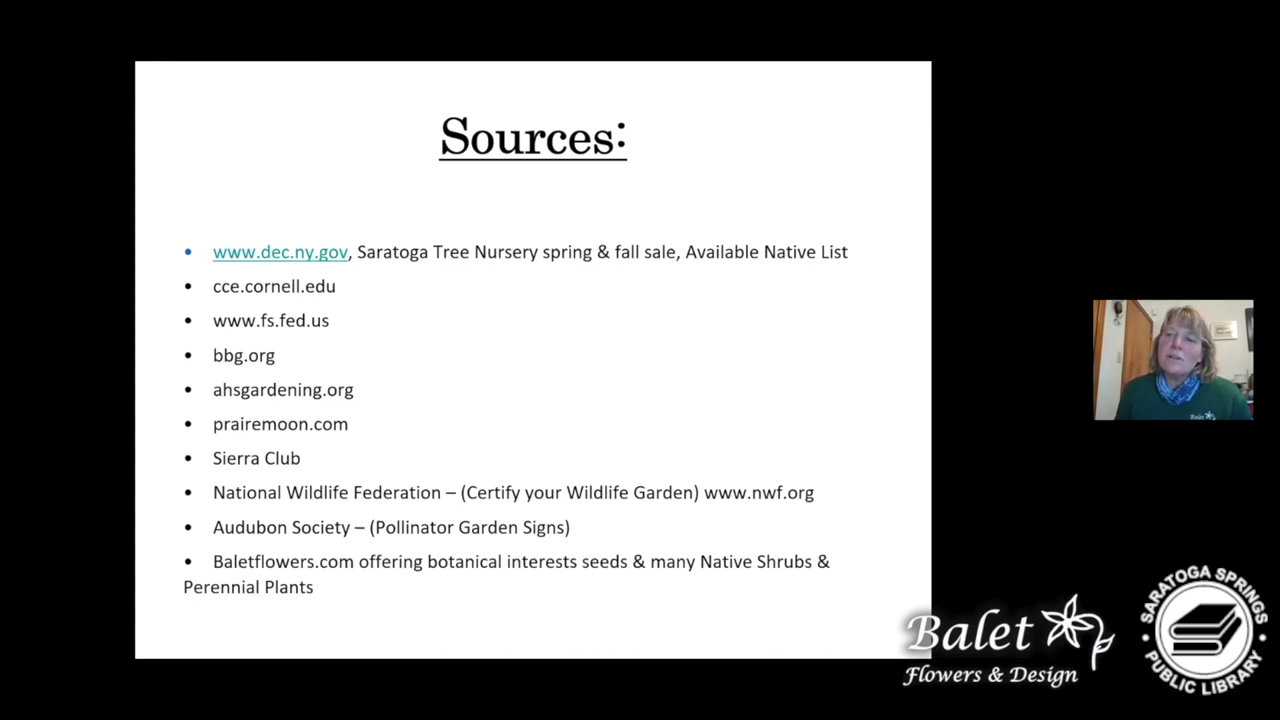 Sources:
• www.dec.ny.gov, Saratoga Tree Nursery spring & fall sale, Available Native List
• cce.cornell.edu
• www.fs.fed.us
• bbg.org
• ahsgardening.org
• prairemoon.com
• Sierra Club
• National Wildlife Federation – (Certify your Wildlife Garden) www.nwf.org
• Audubon Society – (Pollinator Garden Signs)
• Baletflowers.com offering botanical interests seeds & many Native Shrubs &
Perennial Plants
Balet
Balet
Flowers & Design
SARATOGA SPRINGS
PUBLIC LIBRARY